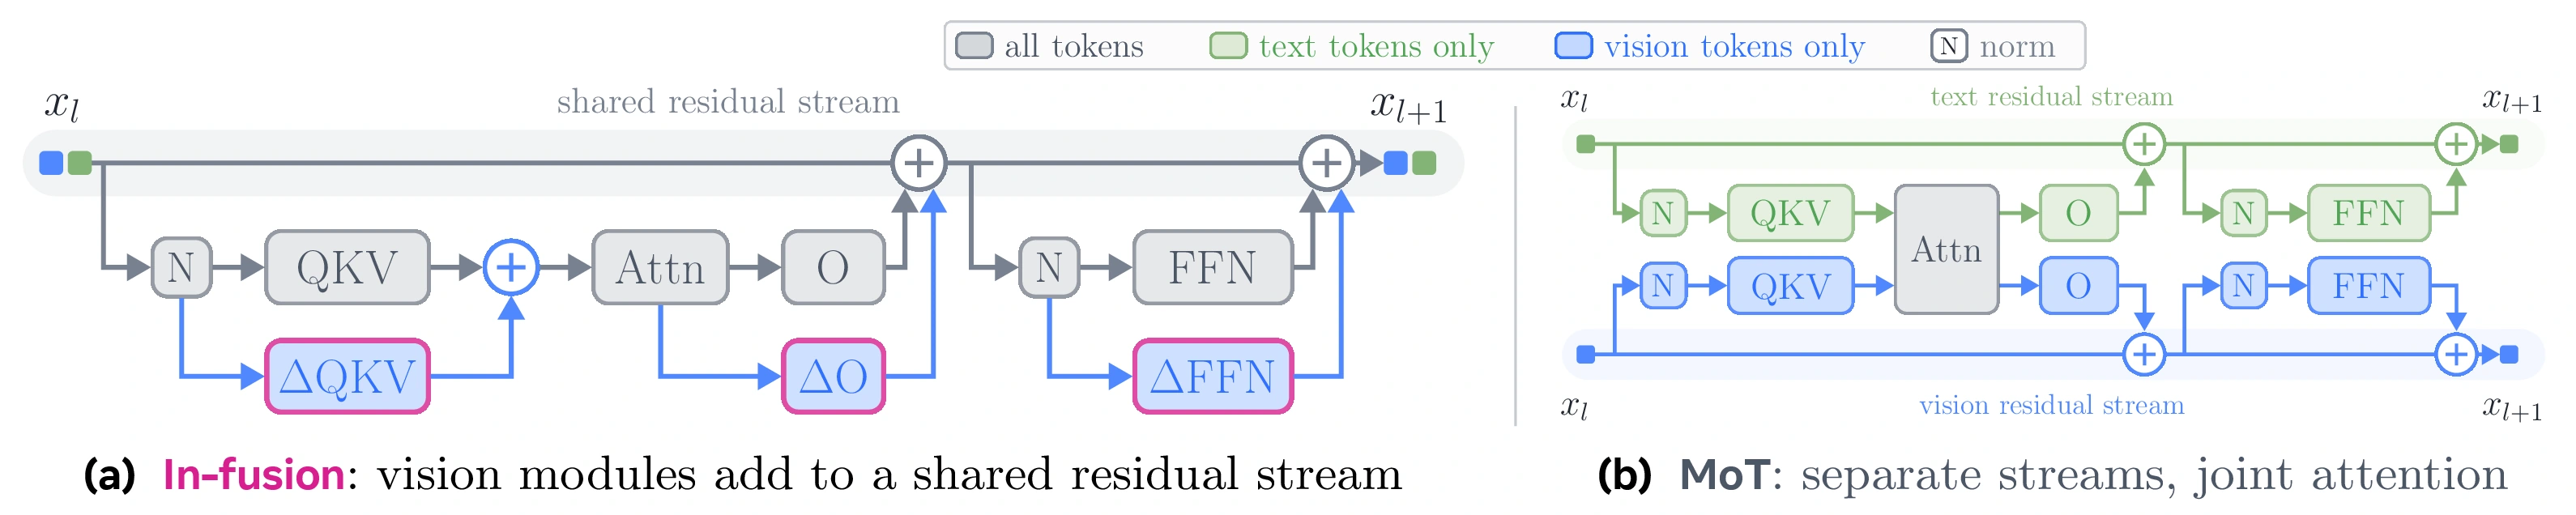 all tokens text tokens only vision tokens only N norm
x_l shared residual stream x_{l+1}
+ +
N QKV + Attn O N FFN
ΔQKV ΔO ΔFFN
(a) In-fusion: vision modules add to a shared residual stream
x_l text residual stream x_{l+1}
+ +
N QKV O N FFN
Attn
N QKV O N FFN
+ +
x_l vision residual stream x_{l+1}
(b) MoT: separate streams, joint attention